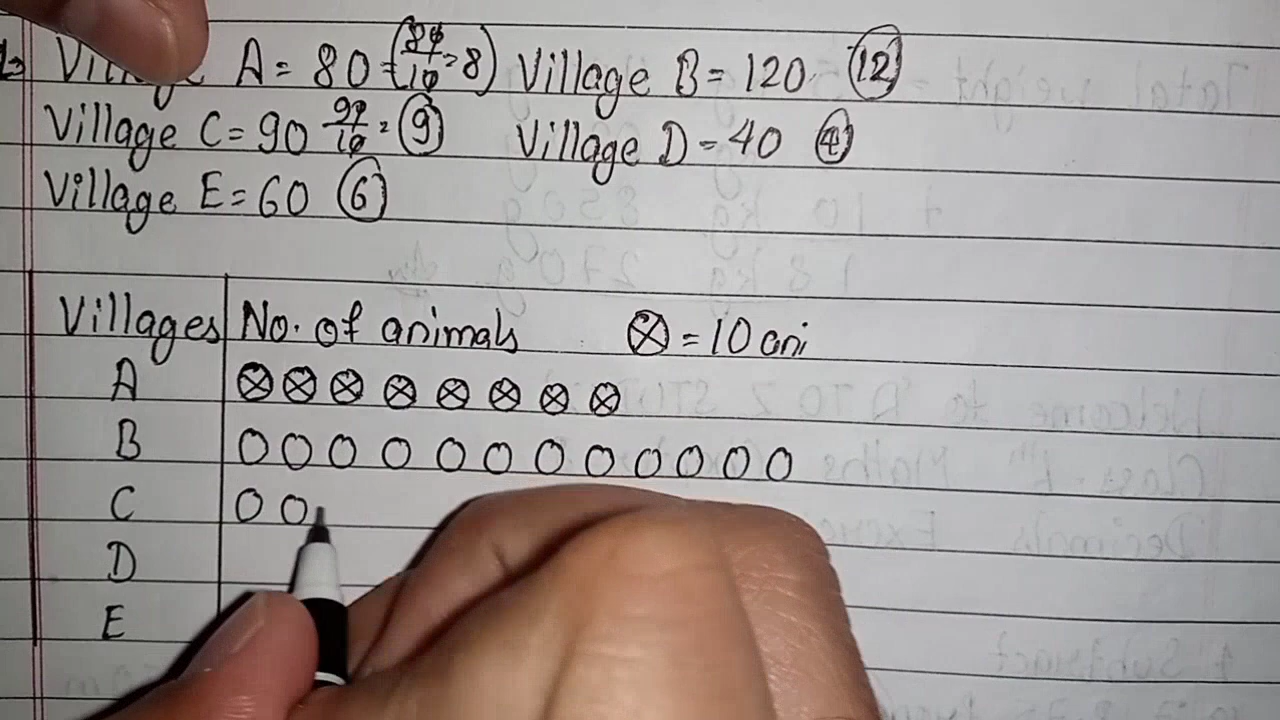 Village A = 80 = (80/10 = 8) Village B = 120 12
Village C = 90 90/10 = 9 Village D = 40 4
Village E = 60 6
Villages No. of animals ⊗ = 10 ani
A ⊗ ⊗ ⊗ ⊗ ⊗ ⊗ ⊗ ⊗
B O O O O O O O O O O O O
C O O
D
E